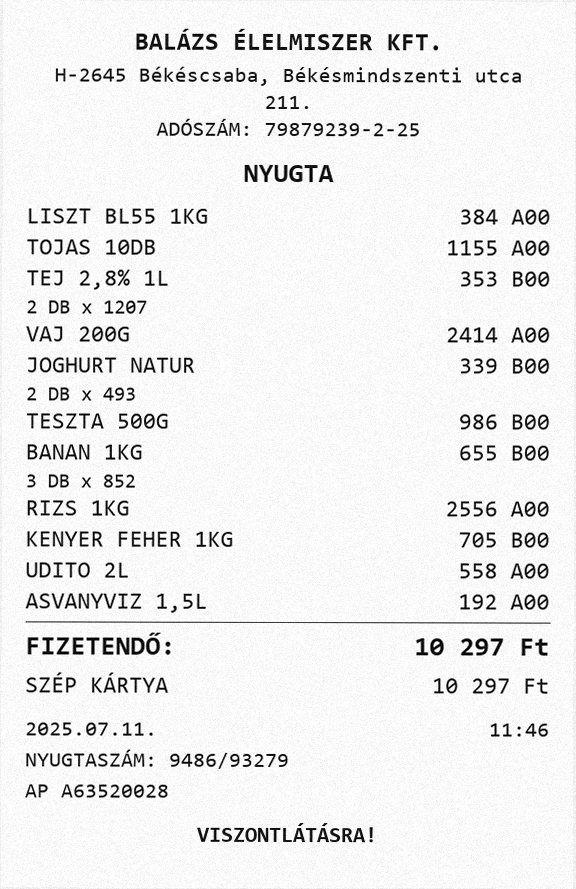 BALÁZS ÉLELMISZER KFT.
H-2645 Békéscsaba, Békésmindszenti utca
211.
ADÓSZÁM: 79879239-2-25
NYUGTA
LISZT BL55 1KG 384 A00
TOJAS 10DB 1155 A00
TEJ 2,8% 1L 353 B00
2 DB x 1207
VAJ 200G 2414 A00
JOGHURT NATUR 339 B00
2 DB x 493
TESZTA 500G 986 B00
BANAN 1KG 655 B00
3 DB x 852
RIZS 1KG 2556 A00
KENYER FEHER 1KG 705 B00
UDITO 2L 558 A00
ASVANYVIZ 1,5L 192 A00
FIZETENDŐ: 10 297 Ft
SZÉP KÁRTYA 10 297 Ft
2025.07.11. 11:46
NYUGTASZÁM: 9486/93279
AP A63520028
VISZONTLÁTÁSRA!